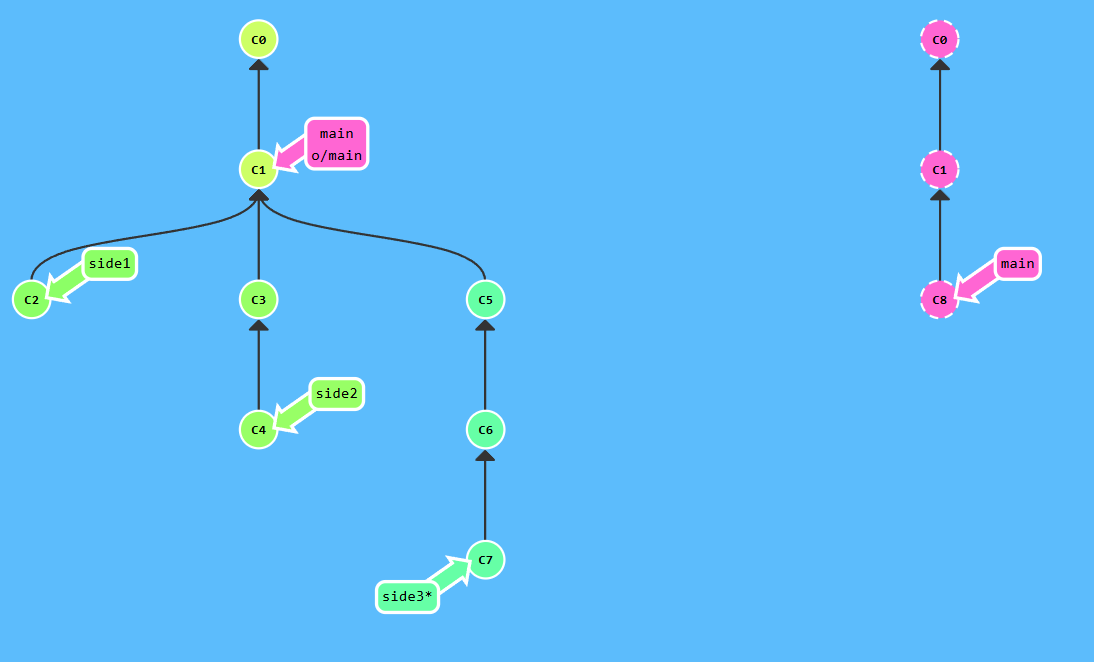 C0
main
o/main
C1
side1
C2
C3
C5
side2
C4
C6
C7
side3*
C0
C1
main
C8